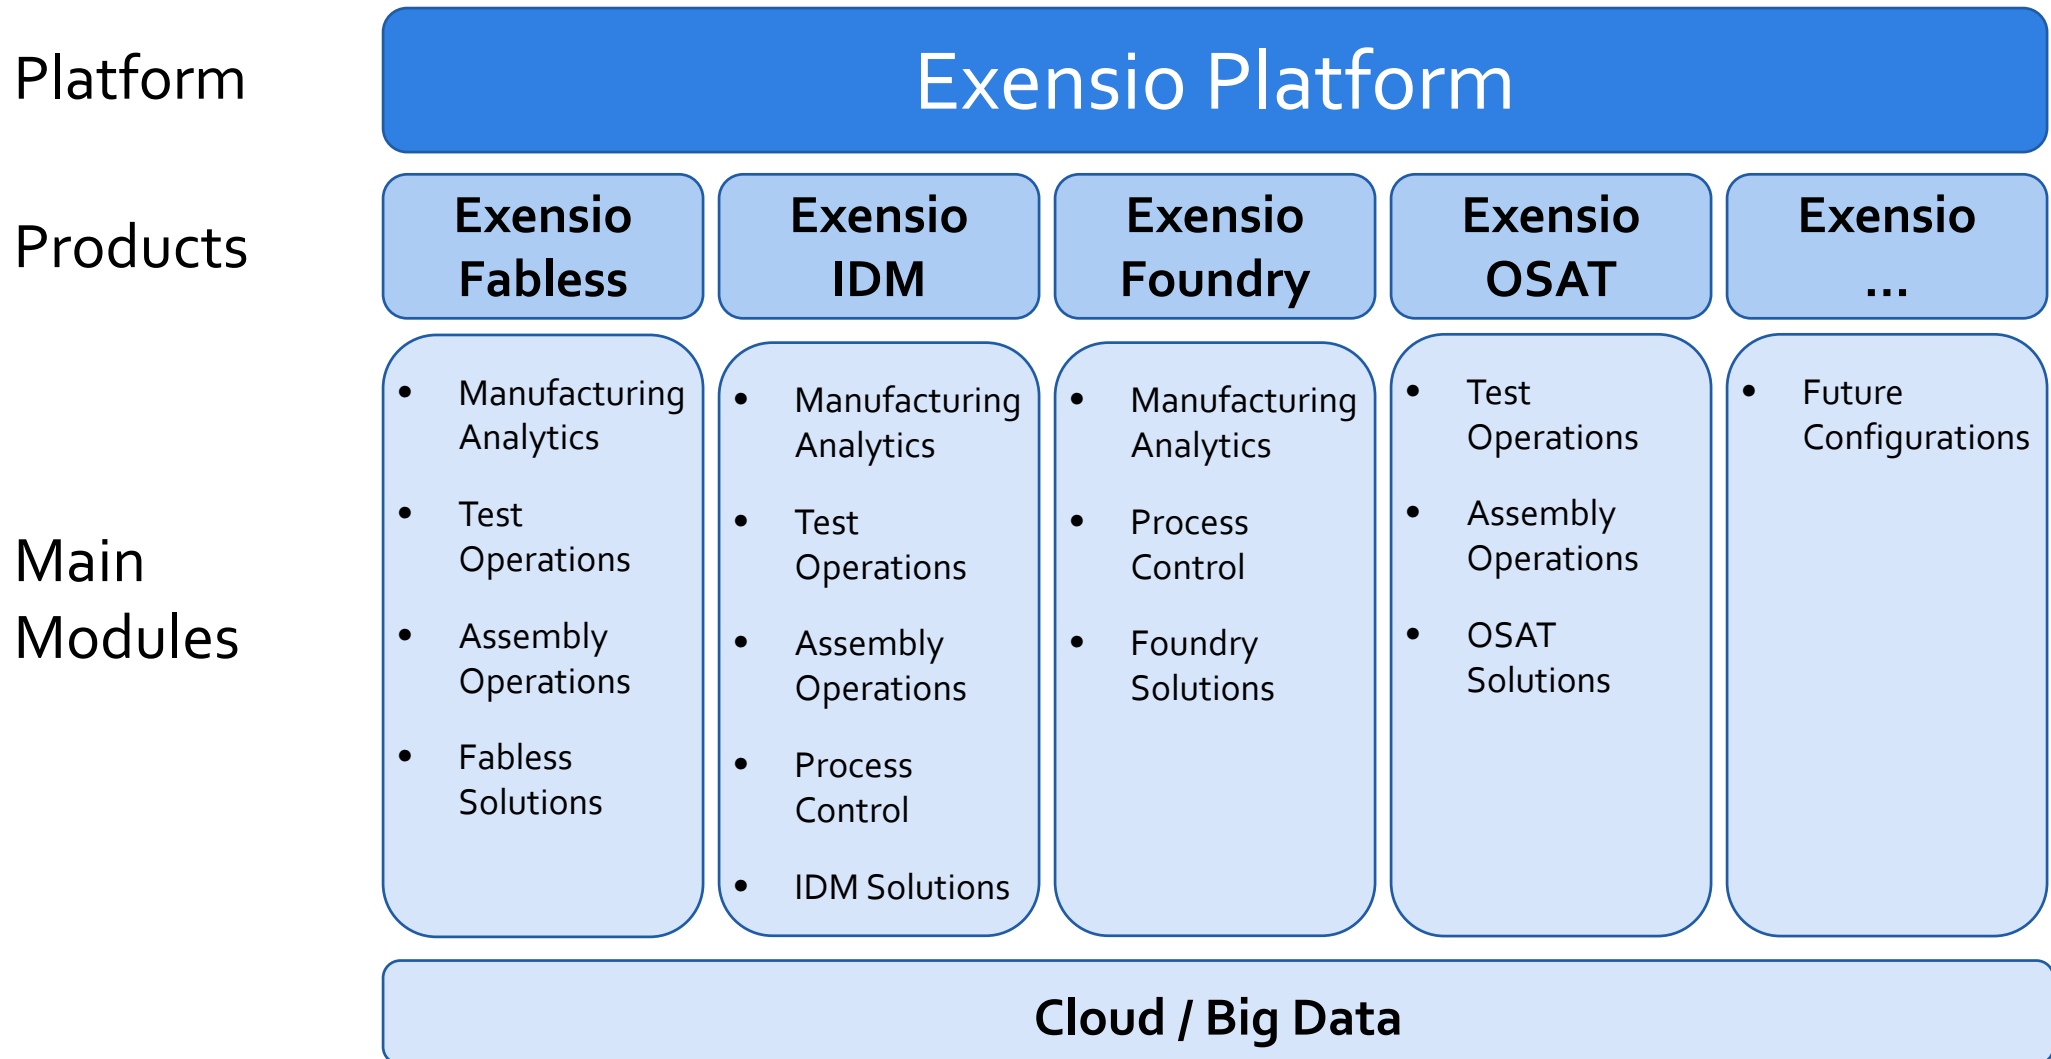 Platform
Exensio Platform
Products
Exensio
Fabless
Exensio
IDM
Exensio
Foundry
Exensio
OSAT
Exensio
...
Main
Modules
• Manufacturing
Analytics
• Test
Operations
• Assembly
Operations
• Fabless
Solutions
• Manufacturing
Analytics
• Test
Operations
• Assembly
Operations
• Process
Control
• IDM Solutions
• Manufacturing
Analytics
• Process
Control
• Foundry
Solutions
• Test
Operations
• Assembly
Operations
• OSAT
Solutions
• Future
Configurations
Cloud / Big Data